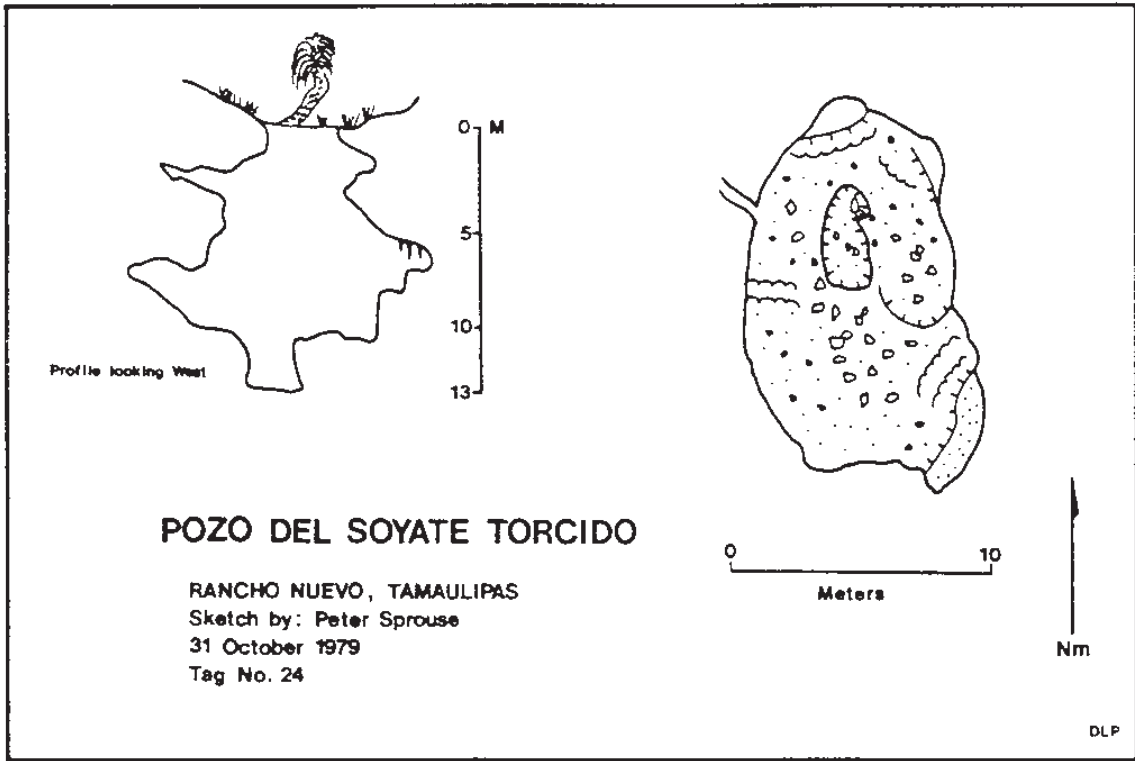 0 M
5
10
13
Profile looking West
POZO DEL SOYATE TORCIDO
RANCHO NUEVO, TAMAULIPAS
Sketch by: Peter Sprouse
31 October 1979
Tag No. 24
0 10
Meters
Nm
DLP